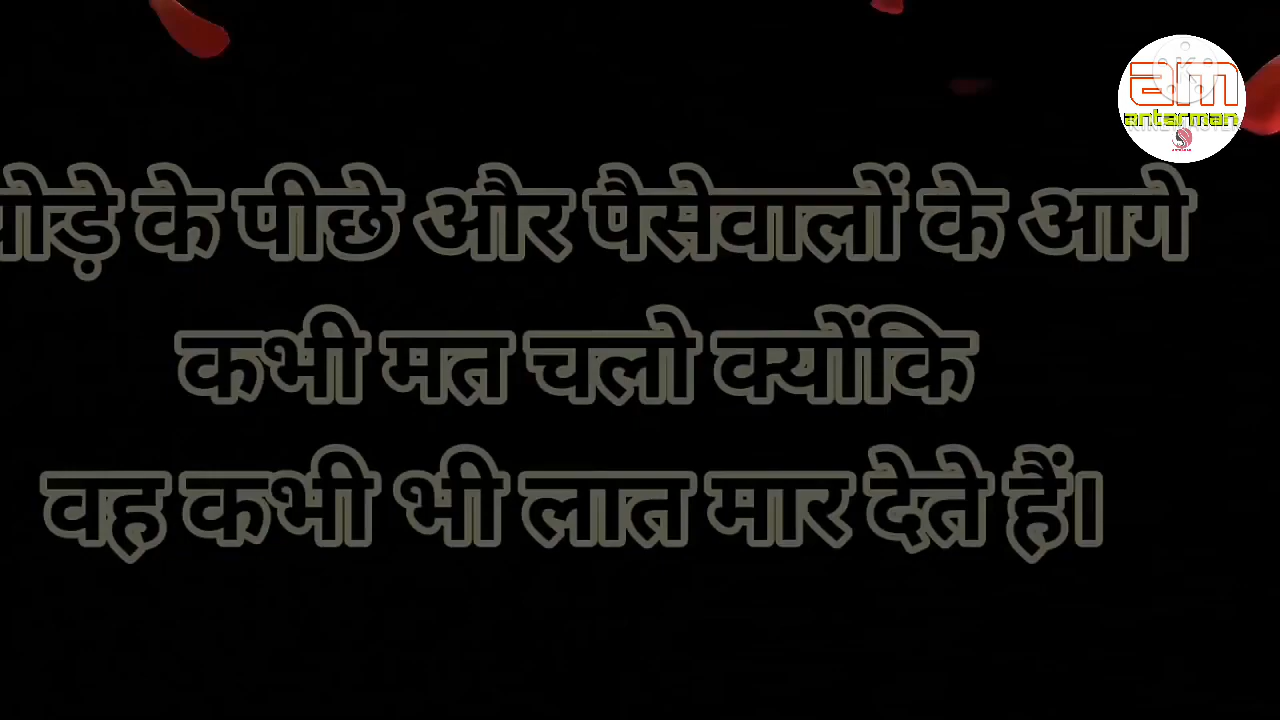 am
antarman
के पीछे और पैसेवालों के आगे
कभी मत चलो क्योंकि
वह कभी भी लात मार देते हैं।